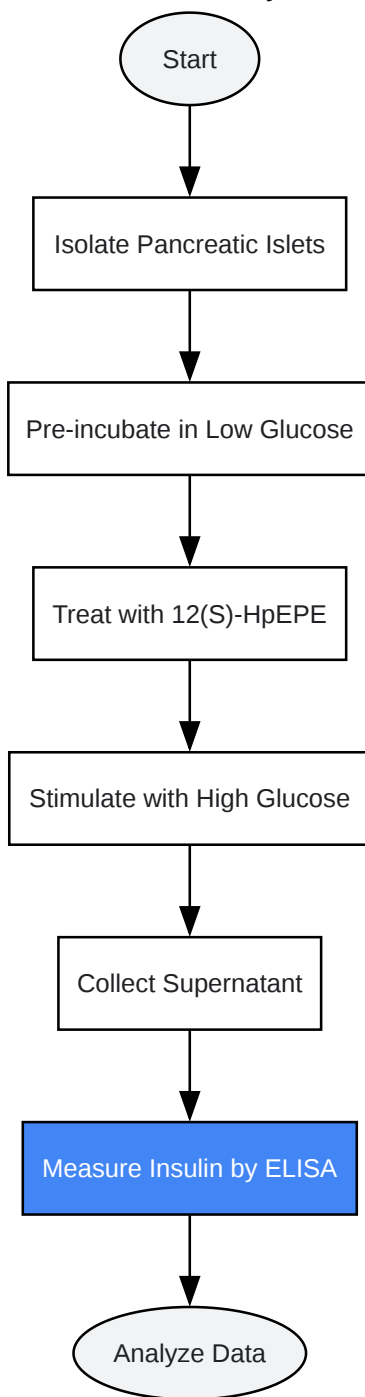 Start
Isolate Pancreatic Islets
Pre-incubate in Low Glucose
Treat with 12(S)-HpEPE
Stimulate with High Glucose
Collect Supernatant
Measure Insulin by ELISA
Analyze Data